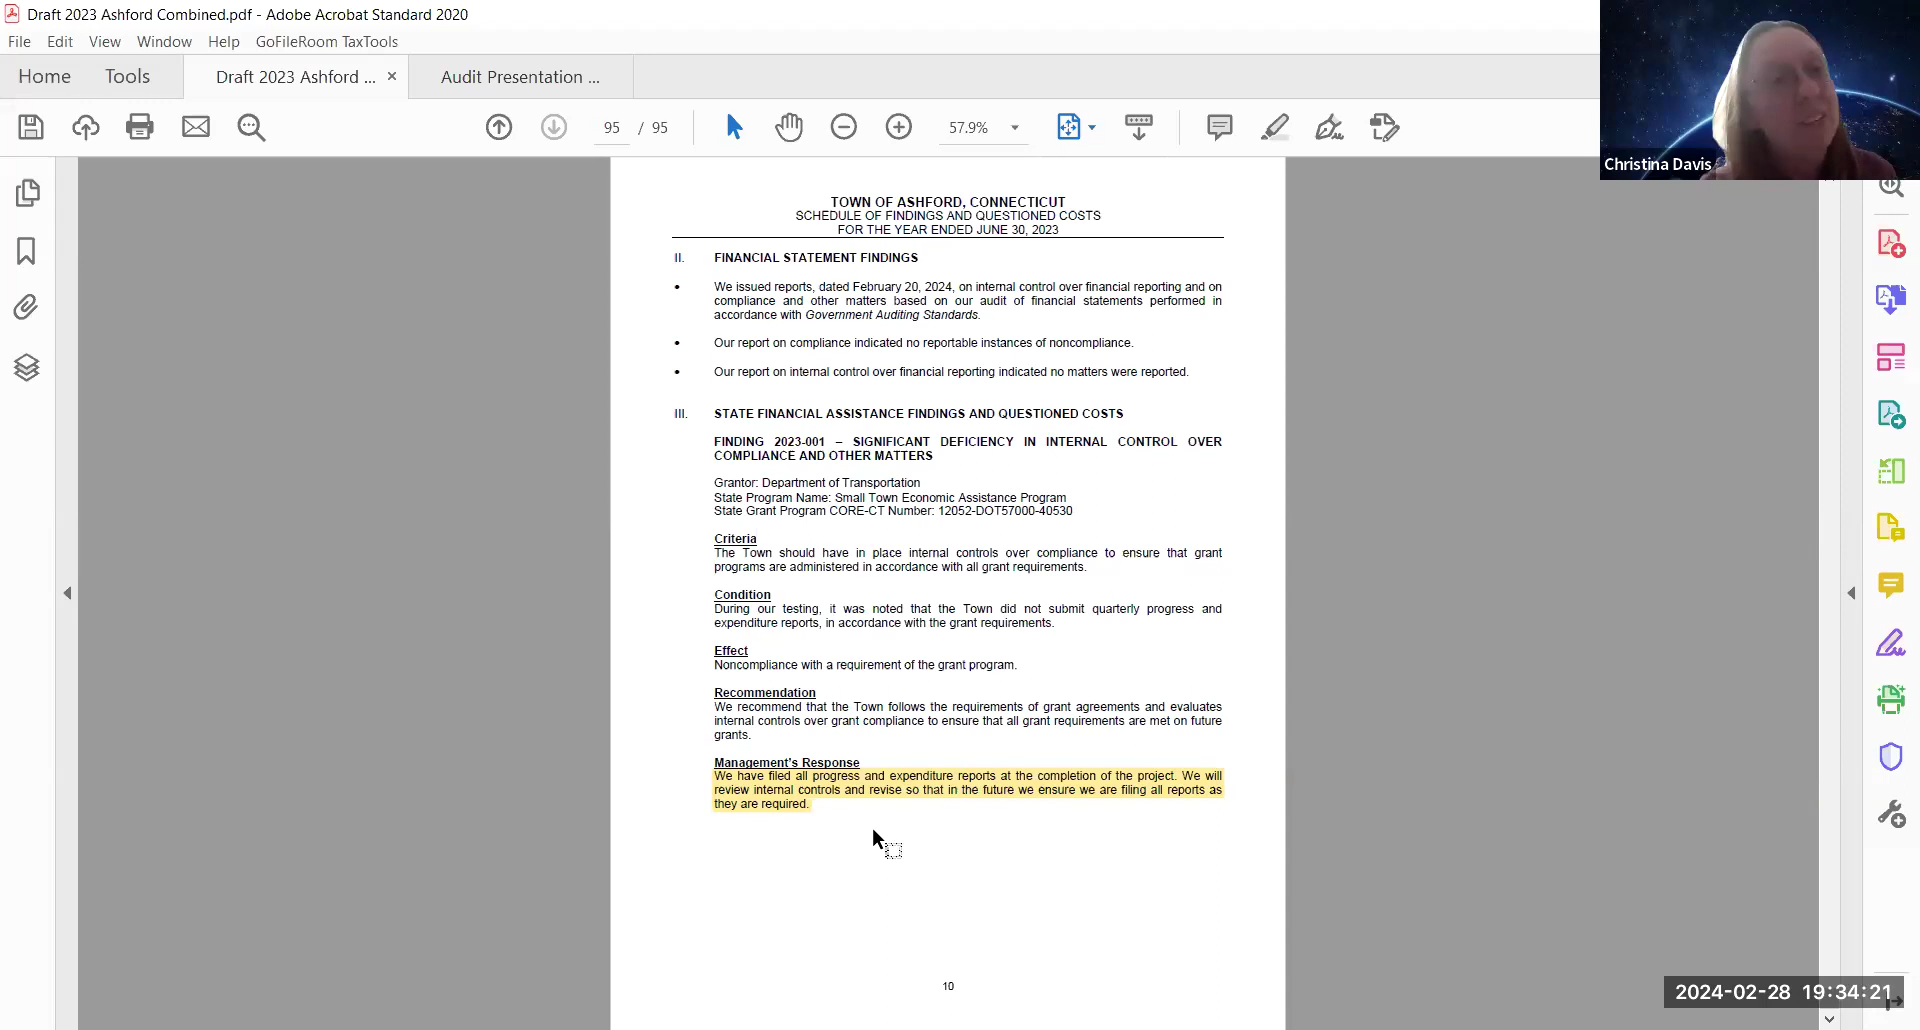 Draft 2023 Ashford Combined.pdf - Adobe Acrobat Standard 2020
File Edit View Window Help GoFileRoom TaxTools
Home Tools Draft 2023 Ashford ... × Audit Presentation ...
95 / 95 57.9%
Christina Davis
TOWN OF ASHFORD, CONNECTICUT
SCHEDULE OF FINDINGS AND QUESTIONED COSTS
FOR THE YEAR ENDED JUNE 30, 2023
II. FINANCIAL STATEMENT FINDINGS
• We issued reports, dated February 20, 2024, on internal control over financial reporting and on
compliance and other matters based on our audit of financial statements performed in
accordance with Government Auditing Standards.
• Our report on compliance indicated no reportable instances of noncompliance.
• Our report on internal control over financial reporting indicated no matters were reported.
III. STATE FINANCIAL ASSISTANCE FINDINGS AND QUESTIONED COSTS
FINDING 2023-001 – SIGNIFICANT DEFICIENCY IN INTERNAL CONTROL OVER
COMPLIANCE AND OTHER MATTERS
Grantor: Department of Transportation
State Program Name: Small Town Economic Assistance Program
State Grant Program CORE-CT Number: 12052-DOT57000-40530
Criteria
The Town should have in place internal controls over compliance to ensure that grant
programs are administered in accordance with all grant requirements.
Condition
During our testing, it was noted that the Town did not submit quarterly progress and
expenditure reports, in accordance with the grant requirements.
Effect
Noncompliance with a requirement of the grant program.
Recommendation
We recommend that the Town follows the requirements of grant agreements and evaluates
internal controls over grant compliance to ensure that all grant requirements are met on future
grants.
Management's Response
We have filed all progress and expenditure reports at the completion of the project. We will
review internal controls and revise so that in the future we ensure we are filing all reports as
they are required.
10
2024-02-28 19:34:21